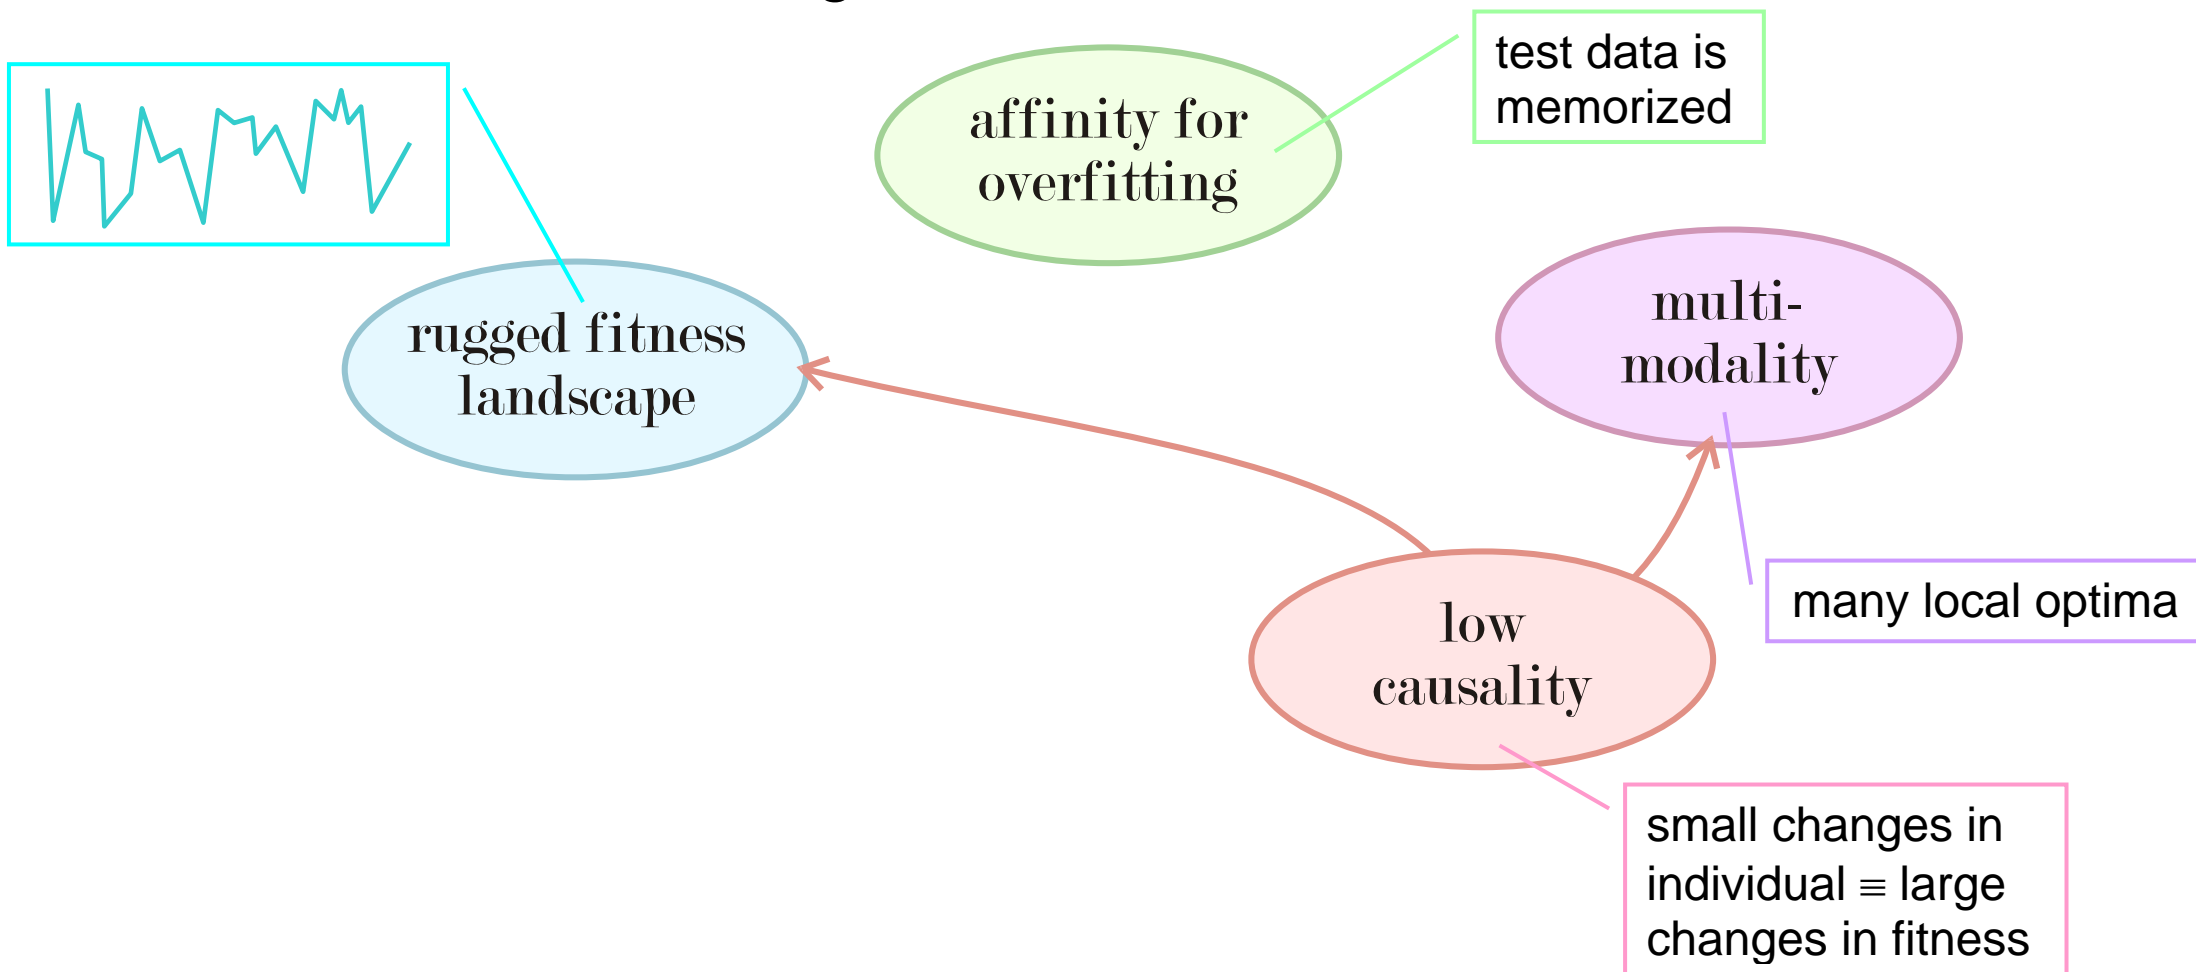 test data is
memorized
affinity for
overfitting
rugged fitness
landscape
multi-
modality
many local optima
low
causality
small changes in
individual ≡ large
changes in fitness